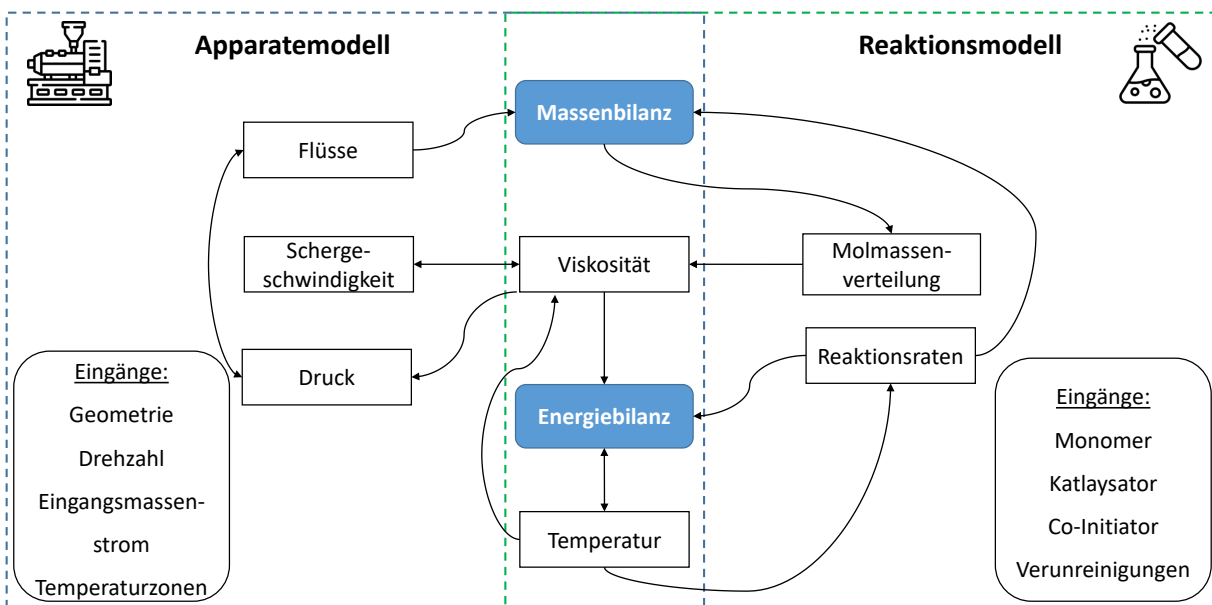 Apparatemodell
Reaktionsmodell
Massenbilanz
Flüsse
Scherge-
schwindigkeit
Viskosität
Molmassen-
verteilung
Druck
Reaktionsraten
Energiebilanz
Temperatur
Eingänge:
Geometrie
Drehzahl
Eingangsmassen-
strom
Temperaturzonen
Eingänge:
Monomer
Katlaysator
Co-Initiator
Verunreinigungen